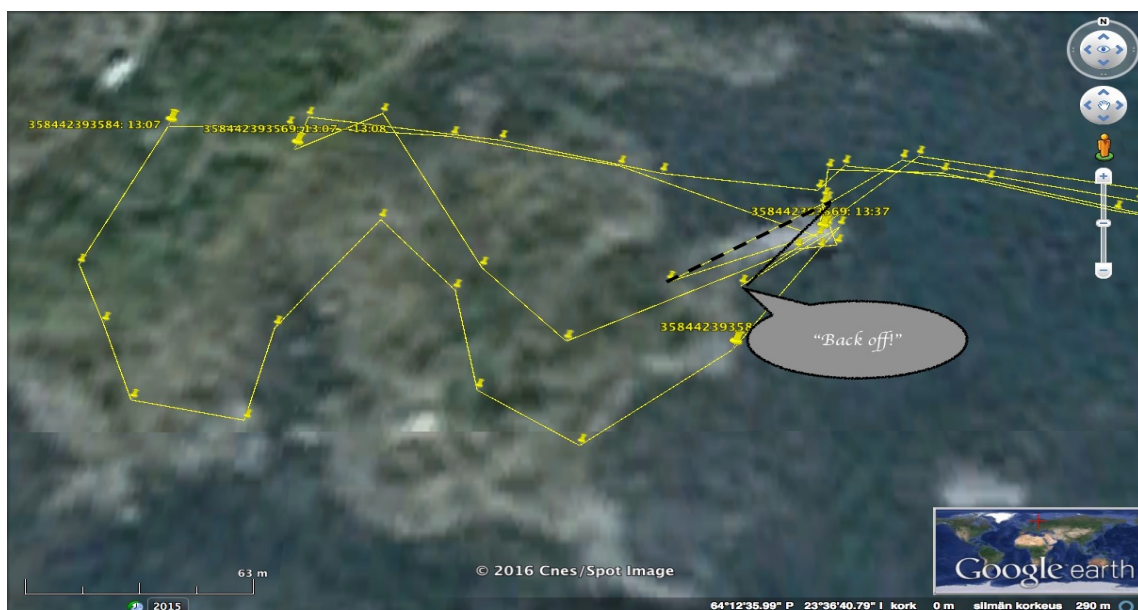 N
358442393584: 13:07
358442393569: 13:07 - 13:08
358442393569: 13:37
35844239358
“Back off!”
63 m
© 2016 Cnes/Spot Image
Google earth
2015
64°12'35.99" P 23°36'40.79" I kork 0 m silmän korkeus 290 m